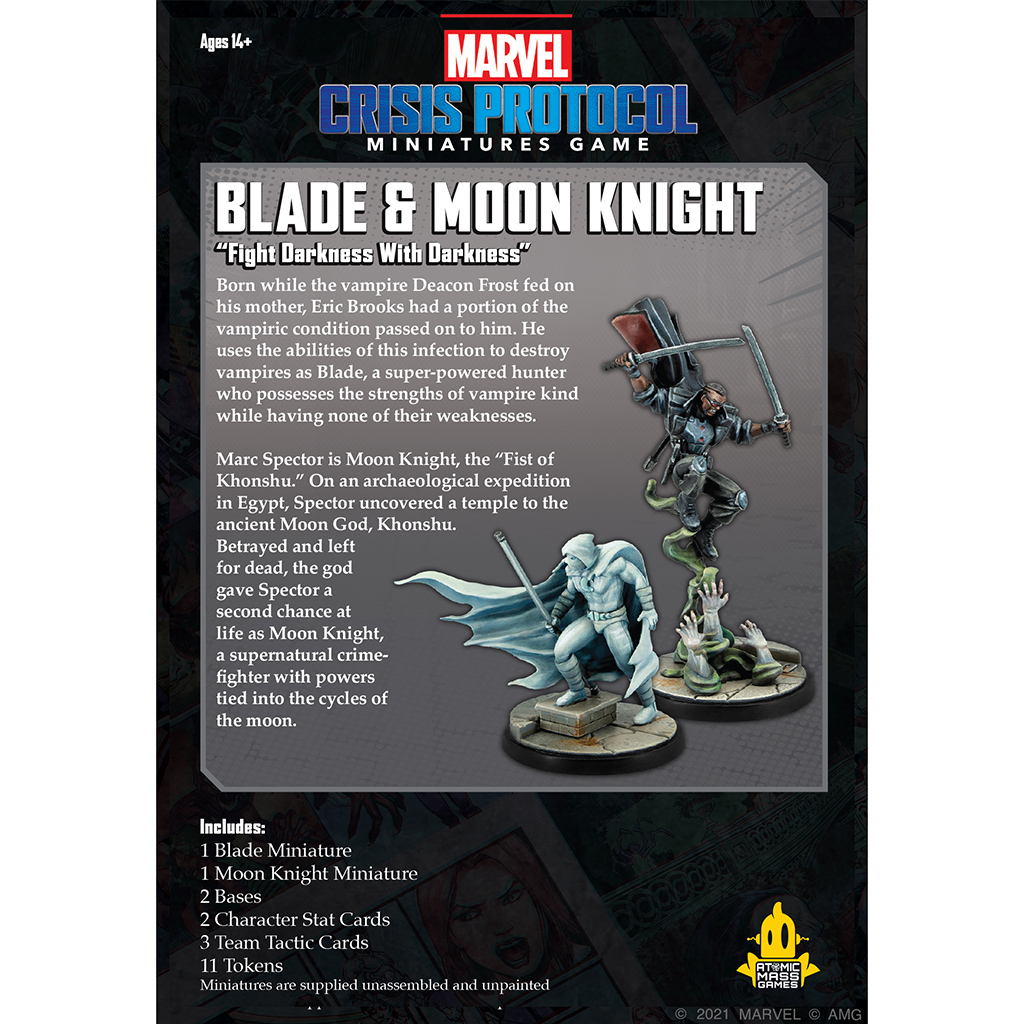 Ages 14+
MARVEL
CRISIS PROTOCOL
MINIATURES GAME
BLADE & MOON KNIGHT
“Fight Darkness With Darkness”
Born while the vampire Deacon Frost fed on
his mother, Eric Brooks had a portion of the
vampiric condition passed on to him. He
uses the abilities of this infection to destroy
vampires as Blade, a super-powered hunter
who possesses the strengths of vampire kind
while having none of their weaknesses.
Marc Spector is Moon Knight, the “Fist of
Khonshu.” On an archaeological expedition
in Egypt, Spector uncovered a temple to the
ancient Moon God, Khonshu.
Betrayed and left
for dead, the god
gave Spector a
second chance at
life as Moon Knight,
a supernatural crime-
fighter with powers
tied into the cycles of
the moon.
Includes:
1 Blade Miniature
1 Moon Knight Miniature
2 Bases
2 Character Stat Cards
3 Team Tactic Cards
11 Tokens
Miniatures are supplied unassembled and unpainted
ATOMIC
MASS
GAMES
© 2021 MARVEL © AMG